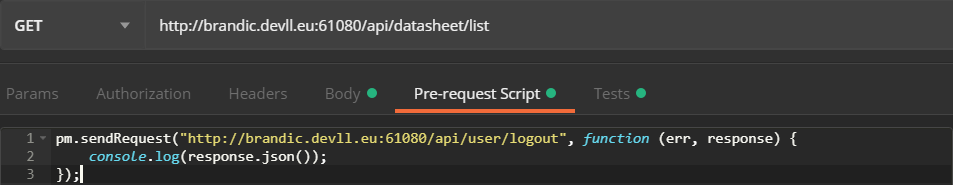 GET http://brandic.devll.eu:61080/api/datasheet/list
Params Authorization Headers Body Pre-request Script Tests
1 pm.sendRequest("http://brandic.devll.eu:61080/api/user/logout", function (err, response) {
2 console.log(response.json());
3 });